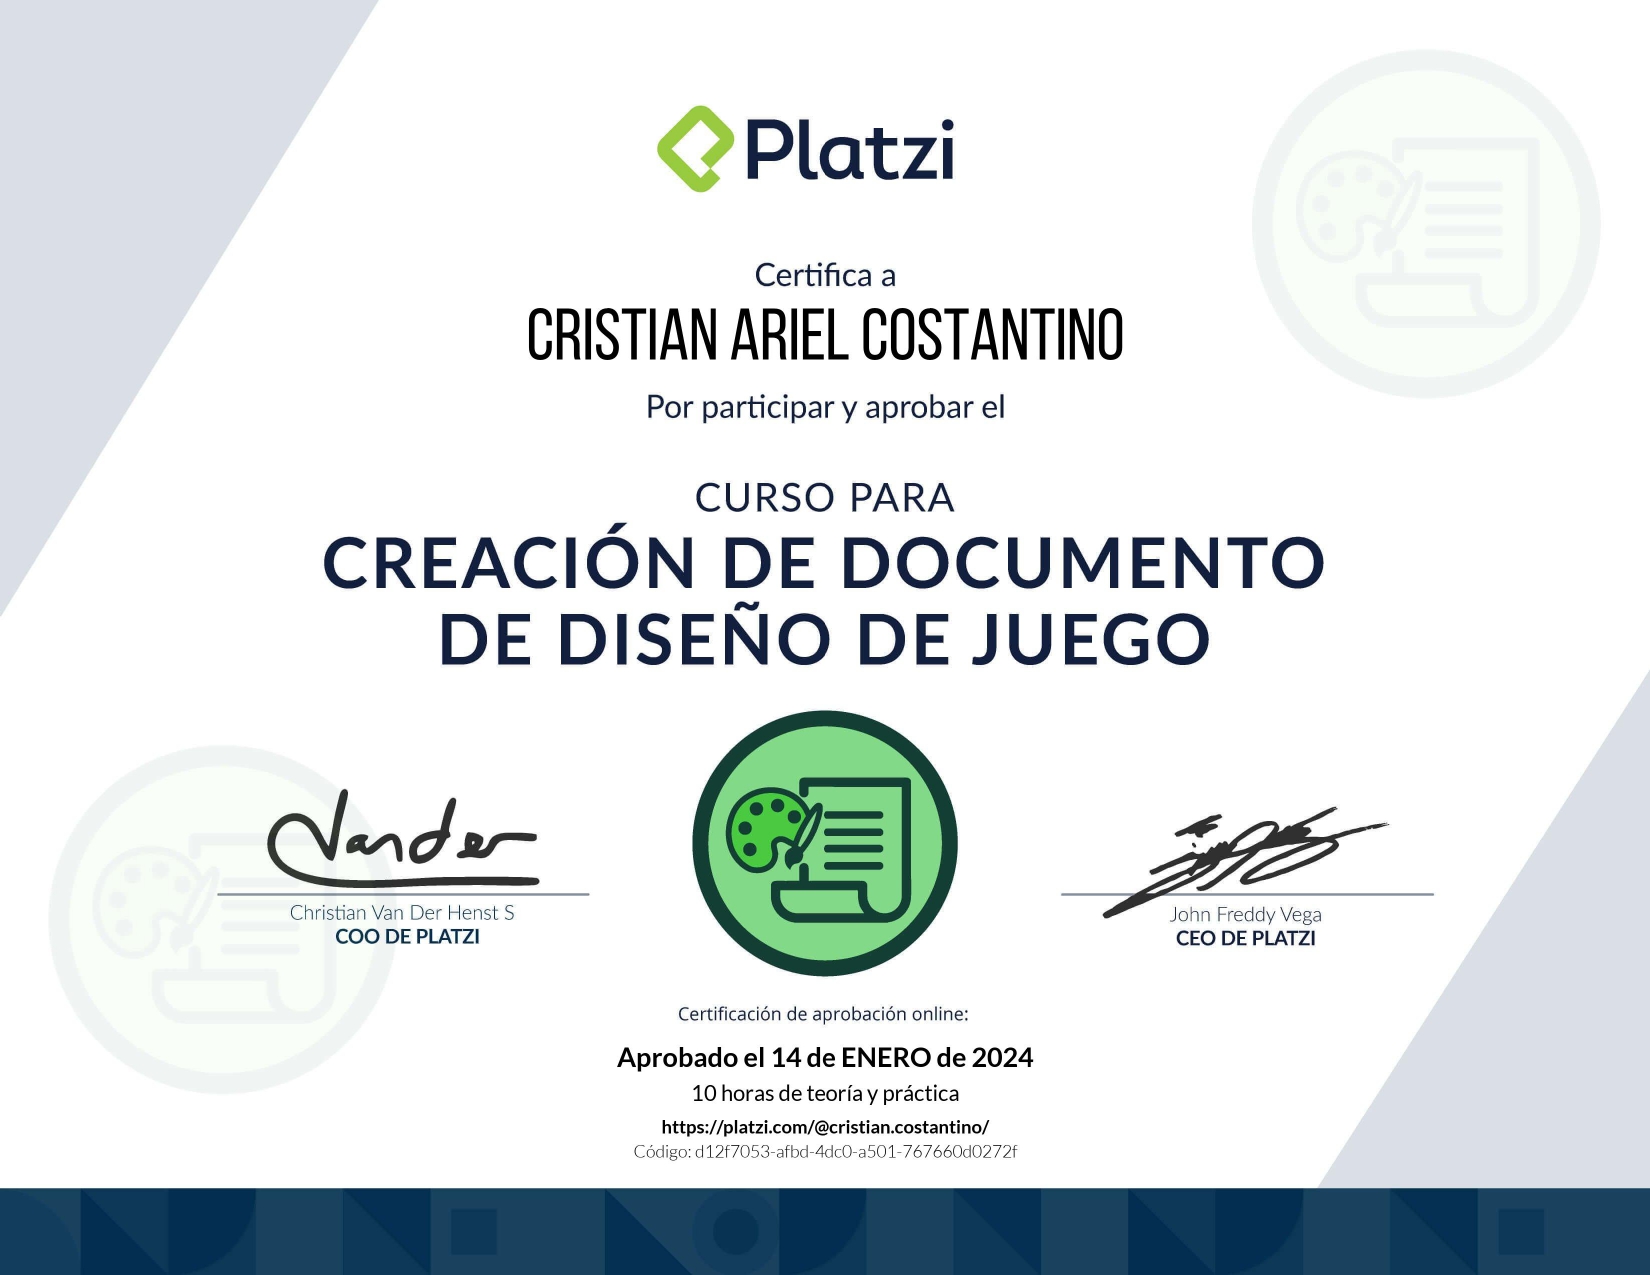 Platzi
Certifica a
CRISTIAN ARIEL COSTANTINO
Por participar y aprobar el
CURSO PARA
CREACIÓN DE DOCUMENTO
DE DISEÑO DE JUEGO
Vander
Christian Van Der Henst S
COO DE PLATZI
John Freddy Vega
CEO DE PLATZI
Certificación de aprobación online:
Aprobado el 14 de ENERO de 2024
10 horas de teoría y práctica
https://platzi.com/@cristian.costantino/
Código: d12f7053-afbd-4dc0-a501-767660d0272f